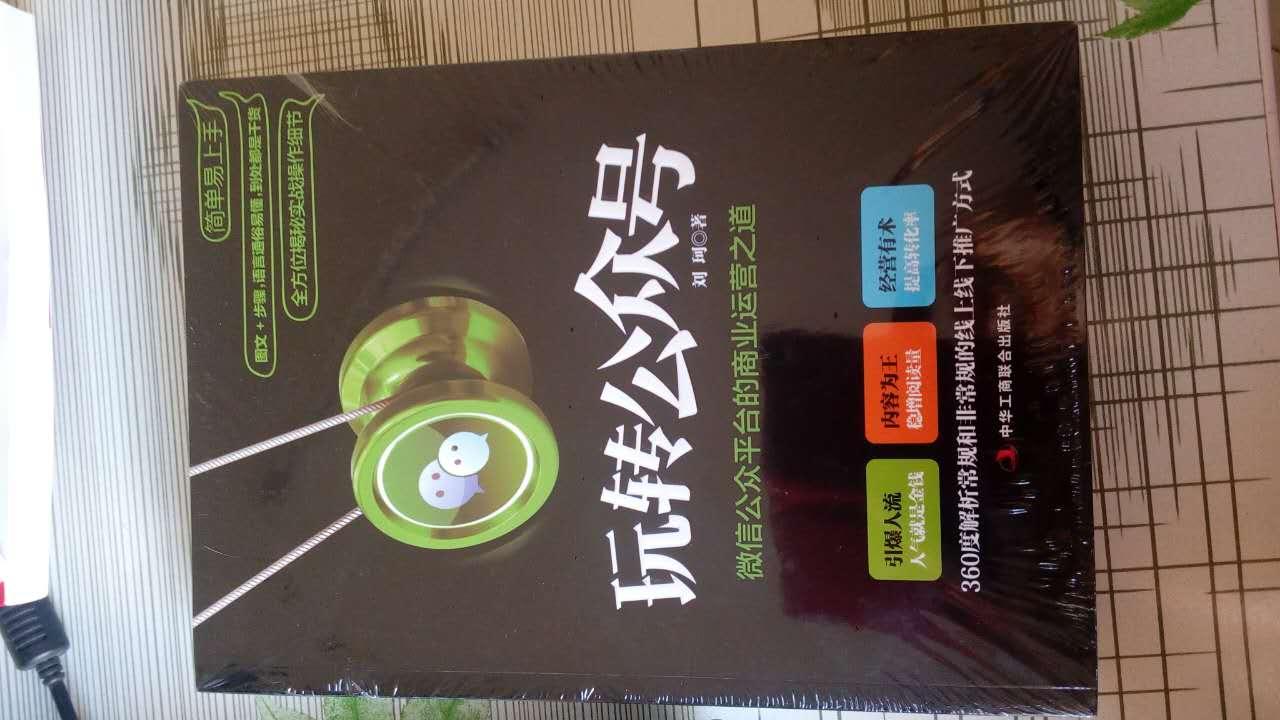 简单易上手
图文+步骤,语言通俗易懂,到处都是干货
全方位揭秘实战操作细节
玩转公众号
刘 珂◎著
微信公众平台的商业运营之道
引爆人流
人气就是金钱
内容为王
稳增阅读量
经营有术
提高转化率
360度解析常规和非常规的线上线下推广方式
中华工商联合出版社